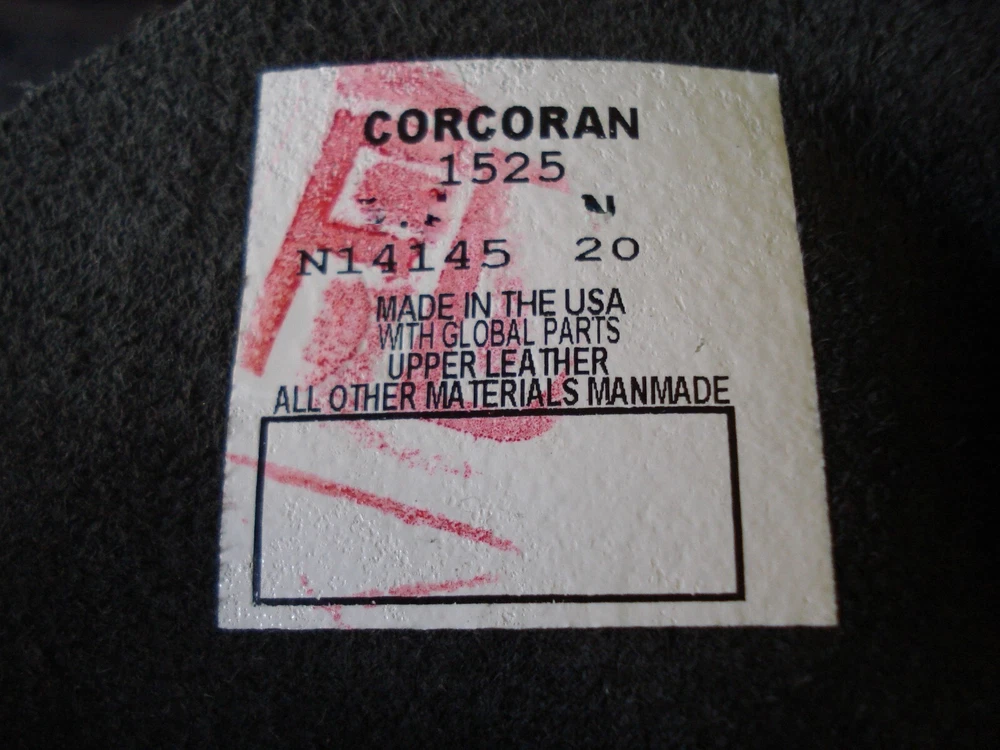 CORCORAN
1525
N
N14145 20
MADE IN THE USA
WITH GLOBAL PARTS
UPPER LEATHER
ALL OTHER MATERIALS MANMADE